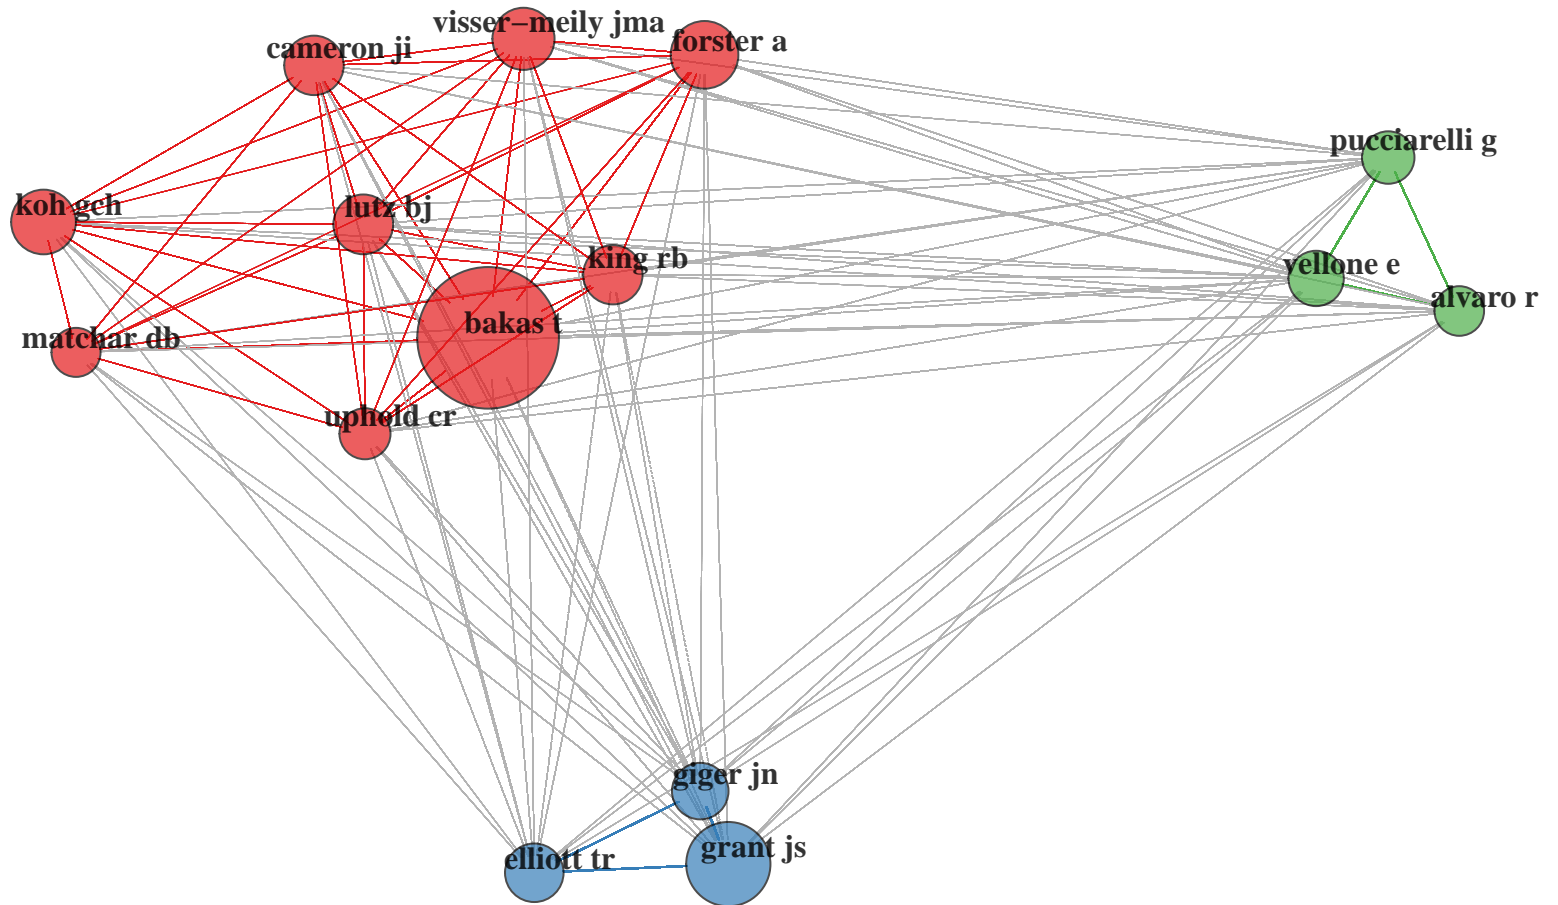 visser−meily jma
forster a
cameron ji
pucciarelli g
koh gch
lutz bj
king rb
vellone e
alvaro r
bakas t
matchar db
uphold cr
giger jn
grant js
elliott tr